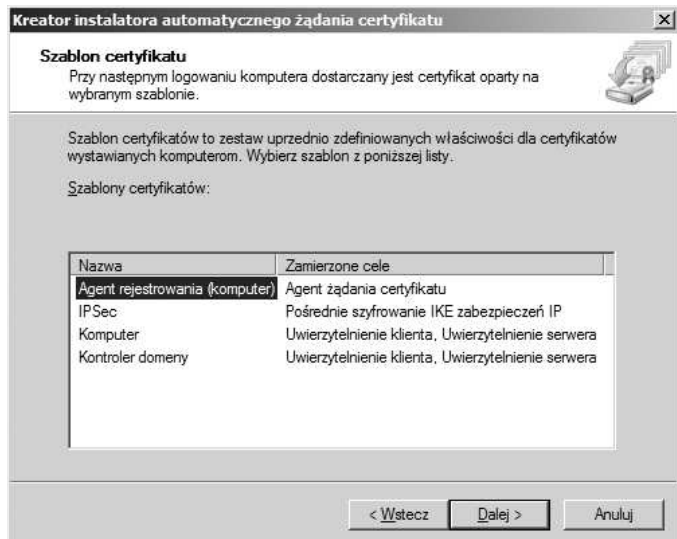 Kreator instalatora automatycznego żądania certyfikatu
Szablon certyfikatu
Przy następnym logowaniu komputera dostarczany jest certyfikat oparty na
wybranym szablonie.
Szablon certyfikatów to zestaw uprzednio zdefiniowanych właściwości dla certyfikatów
wystawianych komputerom. Wybierz szablon z poniższej listy.
Szablony certyfikatów:
Nazwa Zamierzone cele
Agent rejestrowania (komputer) Agent żądania certyfikatu
IPSec Pośrednie szyfrowanie IKE zabezpieczeń IP
Komputer Uwierzytelnienie klienta, Uwierzytelnienie serwera
Kontroler domeny Uwierzytelnienie klienta, Uwierzytelnienie serwera
< Wstecz Dalej > Anuluj